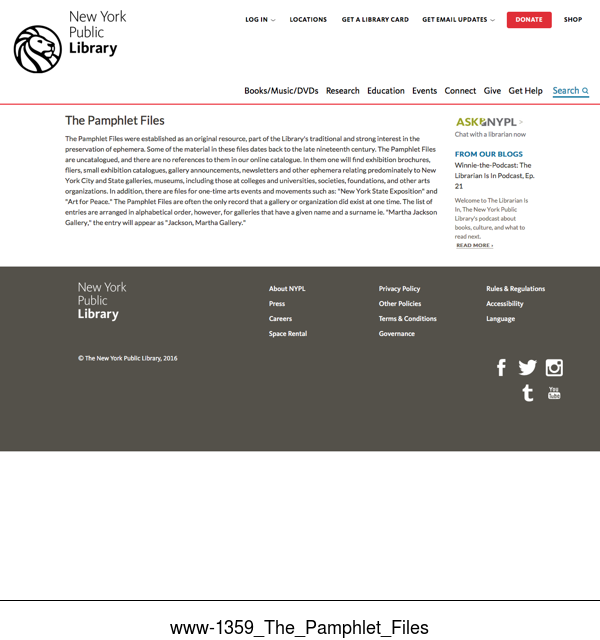 New York
Public
Library
LOG IN
LOCATIONS
GET A LIBRARY CARD
GET EMAIL UPDATES
DONATE
SHOP
Books/Music/DVDs
Research
Education
Events
Connect
Give
Get Help
Search
The Pamphlet Files
The Pamphlet Files were established as an original resource, part of the Library's traditional and strong interest in the
preservation of ephemera. Some of the material in these files dates back to the late nineteenth century. The Pamphlet Files
are uncatalogued, and there are no references to them in our online catalogue. In them one will find exhibition brochures,
fliers, small exhibition catalogues, gallery announcements, newsletters and other ephemera relating predominately to New
York City and State galleries, museums, including those at colleges and universities, societies, foundations, and other arts
organizations. In addition, there are files for one-time arts events and movements such as: "New York State Exposition" and
"Art for Peace." The Pamphlet Files are often the only record that a gallery or organization did exist at one time. The list of
entries are arranged in alphabetical order, however, for galleries that have a given name and a surname ie. "Martha Jackson
Gallery," the entry will appear as "Jackson, Martha Gallery."
ASK NYPL >
Chat with a librarian now
FROM OUR BLOGS
Winnie-the-Podcast: The
Librarian Is In Podcast, Ep.
21
Welcome to The Librarian Is
In, The New York Public
Library's podcast about
books, culture, and what to
read next.
READ MORE ›
New York
Public
Library
About NYPL
Press
Careers
Space Rental
Privacy Policy
Other Policies
Terms & Conditions
Governance
Rules & Regulations
Accessibility
Language
© The New York Public Library, 2016
You
Tube
www-1359_The_Pamphlet_Files